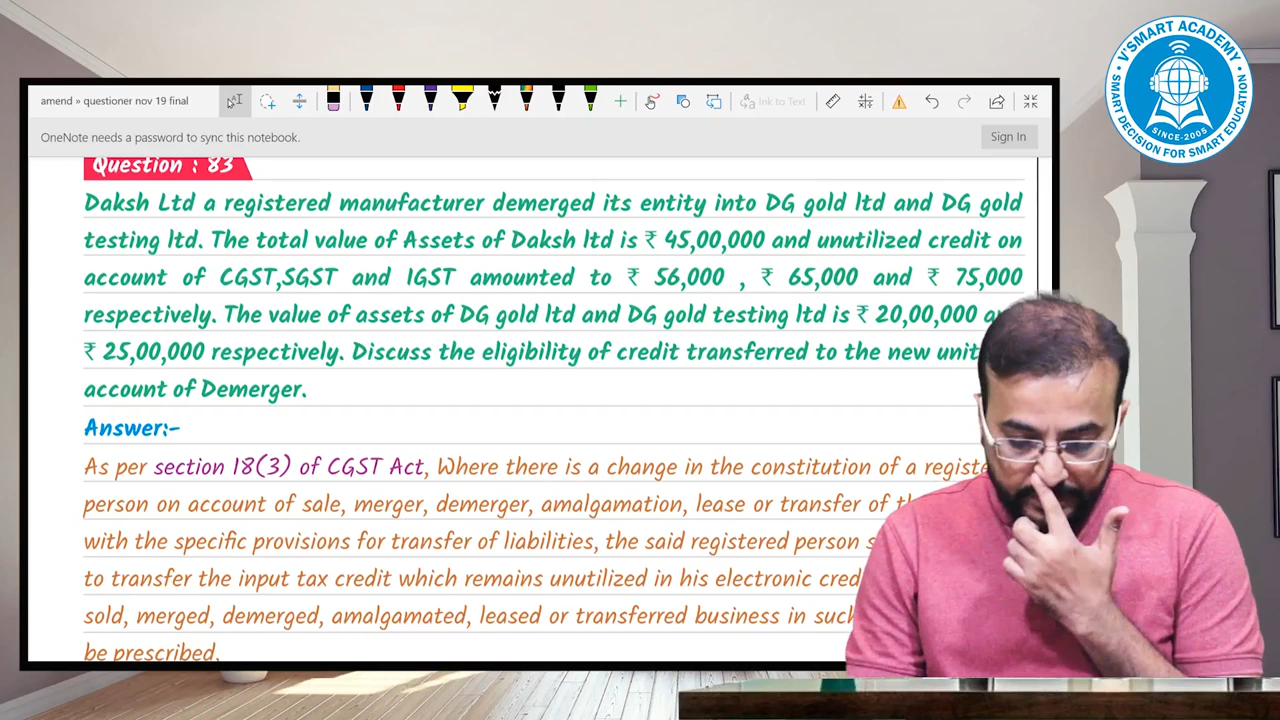 V'SMART ACADEMY
SINCE-2005
SMART DECISION FOR SMART EDUCATION
amend » questioner nov 19 final
Ink to Text
OneNote needs a password to sync this notebook.
Sign In
Question : 83
Daksh Ltd a registered manufacturer demerged its entity into DG gold ltd and DG gold
testing ltd. The total value of Assets of Daksh ltd is ₹ 45,00,000 and unutilized credit on
account of CGST,SGST and IGST amounted to ₹ 56,000 , ₹ 65,000 and ₹ 75,000
respectively. The value of assets of DG gold ltd and DG gold testing ltd is ₹ 20,00,000
₹ 25,00,000 respectively. Discuss the eligibility of credit transferred to the new unit
account of Demerger.
Answer:-
As per section 18(3) of CGST Act, Where there is a change in the constitution of a
person on account of sale, merger, demerger, amalgamation, lease or transfer of
with the specific provisions for transfer of liabilities, the said registered person
to transfer the input tax credit which remains unutilized in his electronic
sold, merged, demerged, amalgamated, leased or transferred business in such
be prescribed.